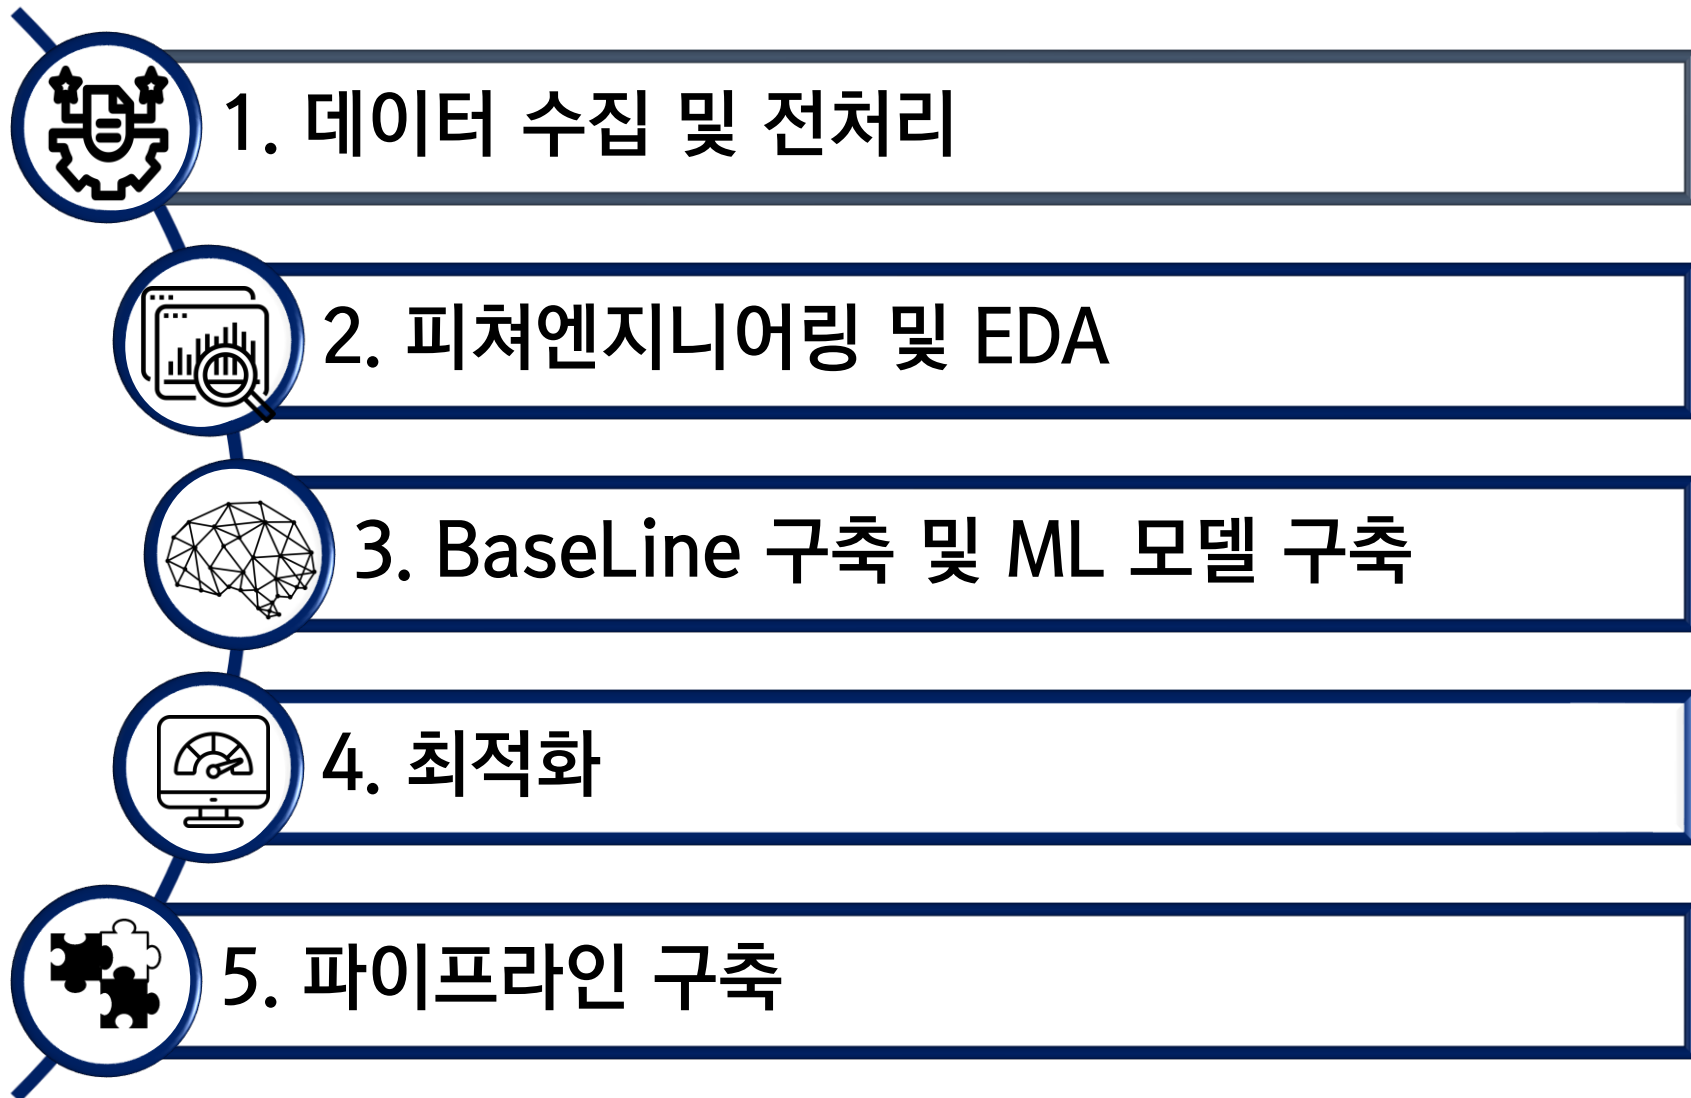 1. 데이터 수집 및 전처리
2. 피쳐엔지니어링 및 EDA
3. BaseLine 구축 및 ML 모델 구축
4. 최적화
5. 파이프라인 구축